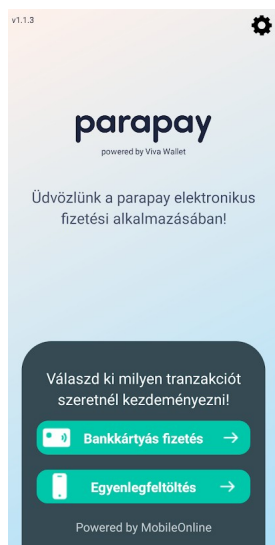 v1.1.3
parapay
powered by Viva Wallet
Üdvözlünk a parapay elektronikus
fizetési alkalmazásában!
Válaszd ki milyen tranzakciót
szeretnél kezdeményezni!
Bankkártyás fizetés
Egyenlegfeltöltés
Powered by MobileOnline